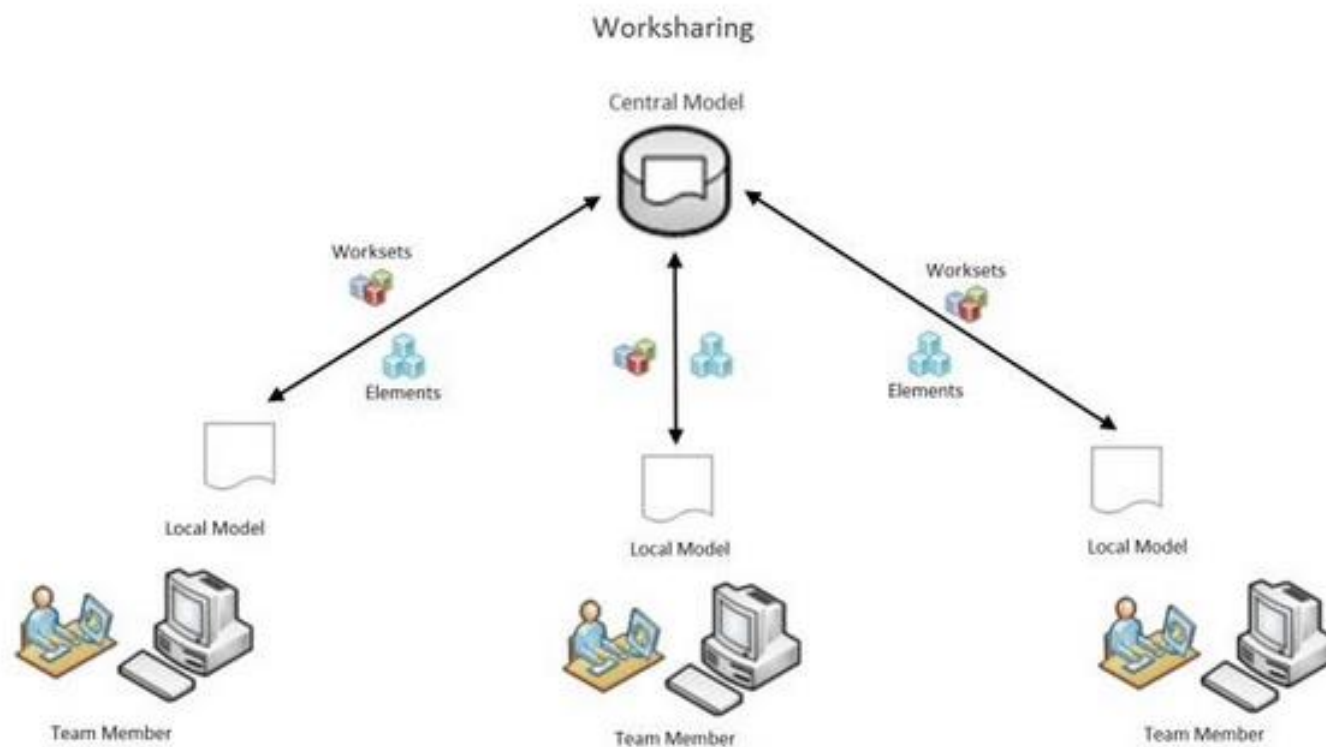 Worksharing
Central Model
Worksets
Worksets
Elements
Elements
Local Model
Local Model
Local Model
Team Member
Team Member
Team Member